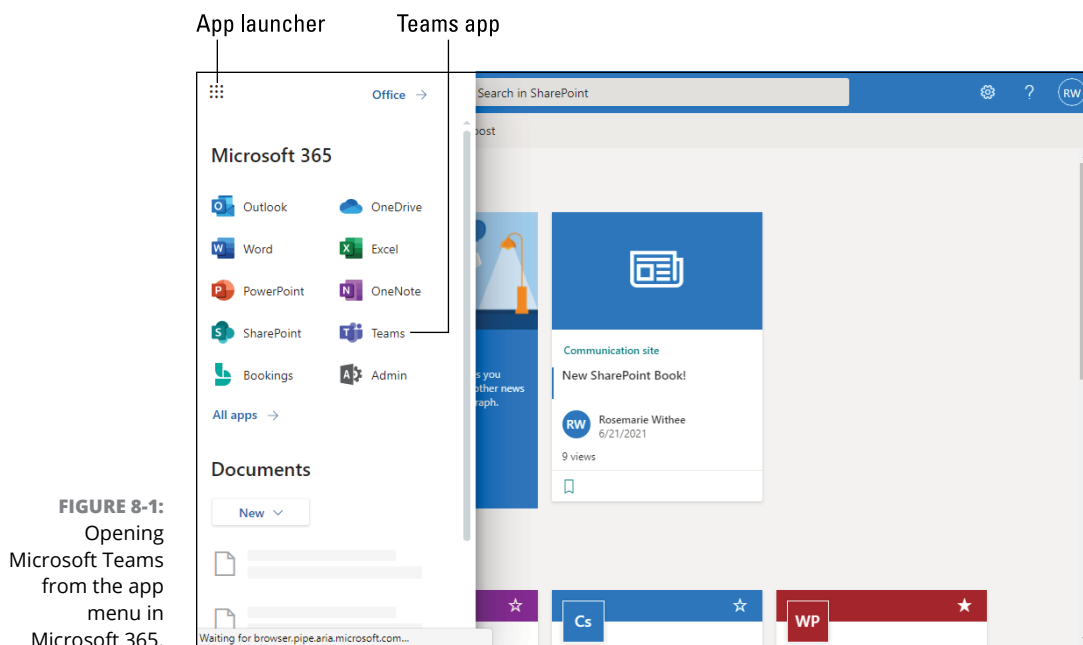 App launcher Teams app
Office → Search in SharePoint ? RW
post
Microsoft 365
Outlook OneDrive
Word Excel
PowerPoint OneNote
SharePoint Teams
Bookings Admin
All apps →
s you
other news
raph.
Communication site
New SharePoint Book!
RW Rosemarie Withee
6/21/2021
9 views
Documents
New
FIGURE 8-1:
Opening
Microsoft Teams
from the app
menu in
Microsoft 365.
Cs WP
Waiting for browser.pipe.aria.microsoft.com...